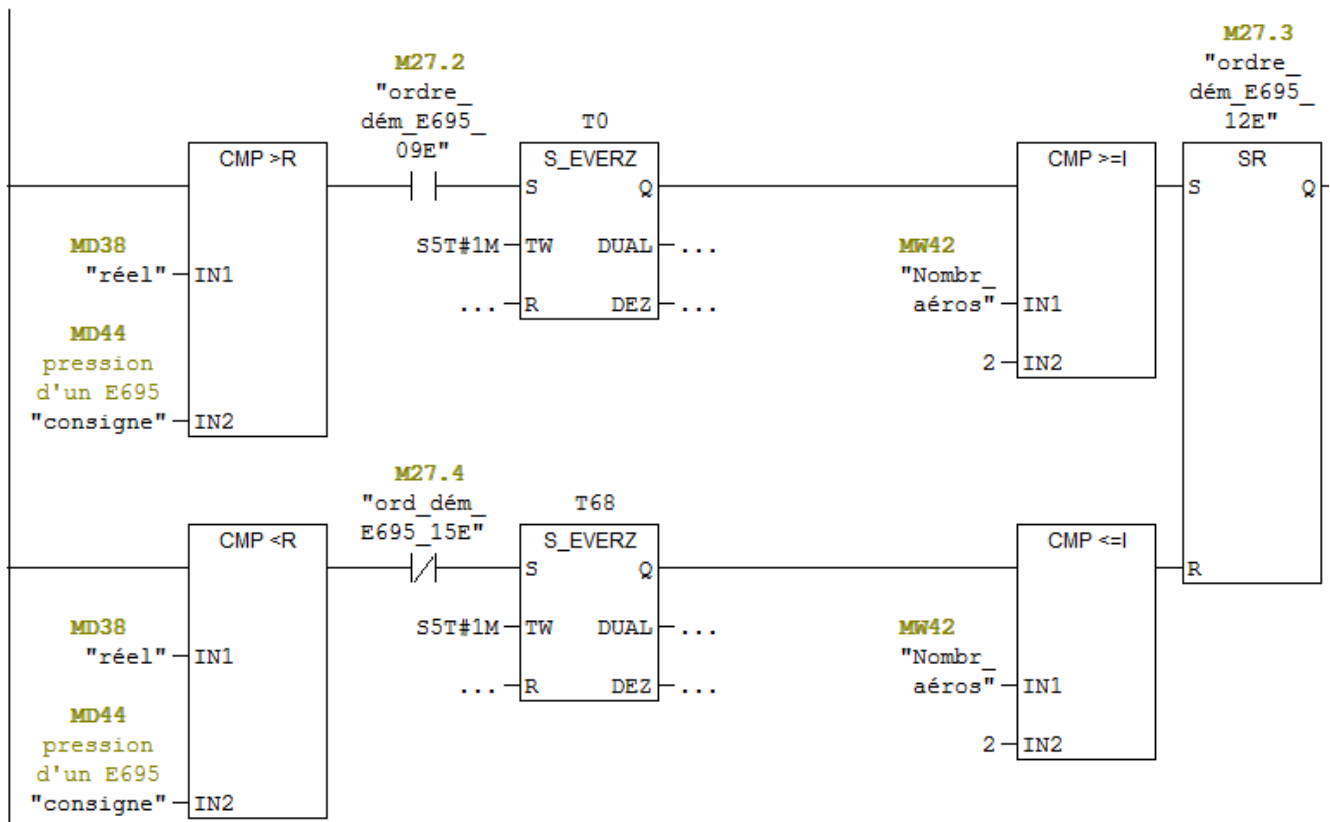 M27.3
"ordre_
dém_E695_
12E"
M27.2
"ordre_
dém_E695_
09E"
T0
CMP >R
S_EVERZ
CMP >=I
SR
S Q
S Q
MD38
"réel"
IN1
S5T#1M
TW DUAL
...
MW42
"Nombr_
aéros"
IN1
...
R DEZ
...
MD44
pression
d'un E695
"consigne"
IN2
2
IN2
M27.4
"ord_dém_
E695_15E"
T68
CMP <R
S_EVERZ
CMP <=I
S Q
R
MD38
"réel"
IN1
S5T#1M
TW DUAL
...
MW42
"Nombr_
aéros"
IN1
...
R DEZ
...
MD44
pression
d'un E695
"consigne"
IN2
2
IN2